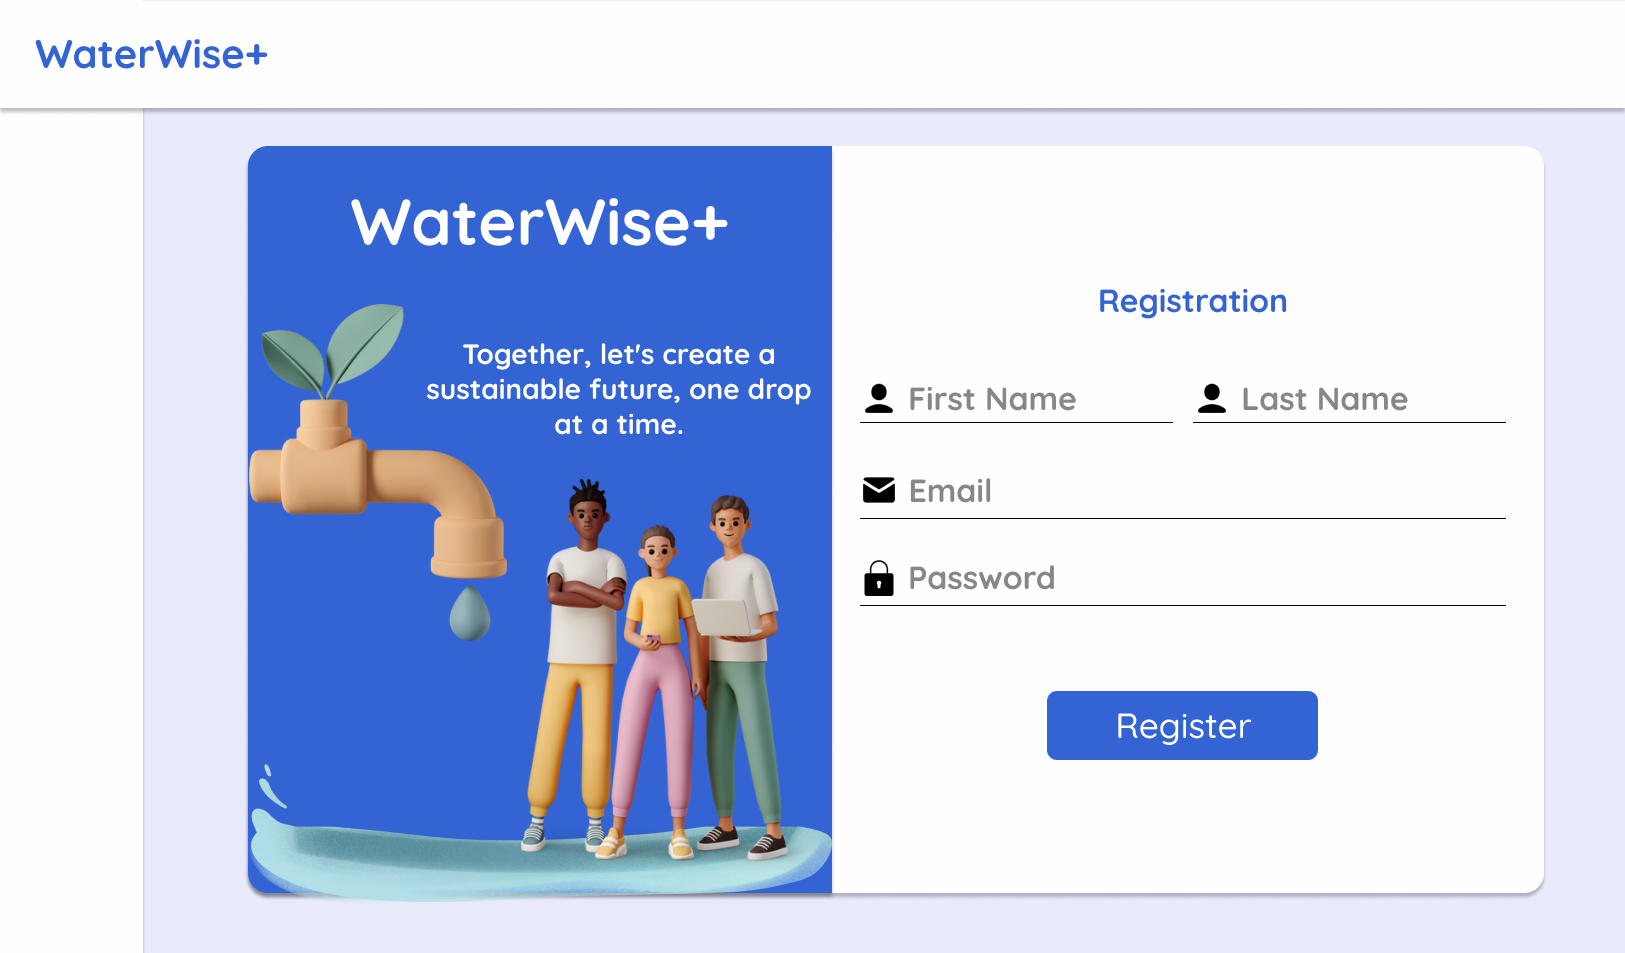 WaterWise+
WaterWise+
Together, let's create a
sustainable future, one drop
at a time.
Registration
First Name
Last Name
Email
Password
Register